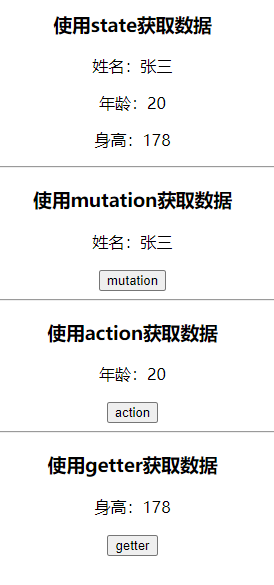 使用state获取数据
姓名：张三
年龄：20
身高：178
使用mutation获取数据
姓名：张三
mutation
使用action获取数据
年龄：20
action
使用getter获取数据
身高：178
getter